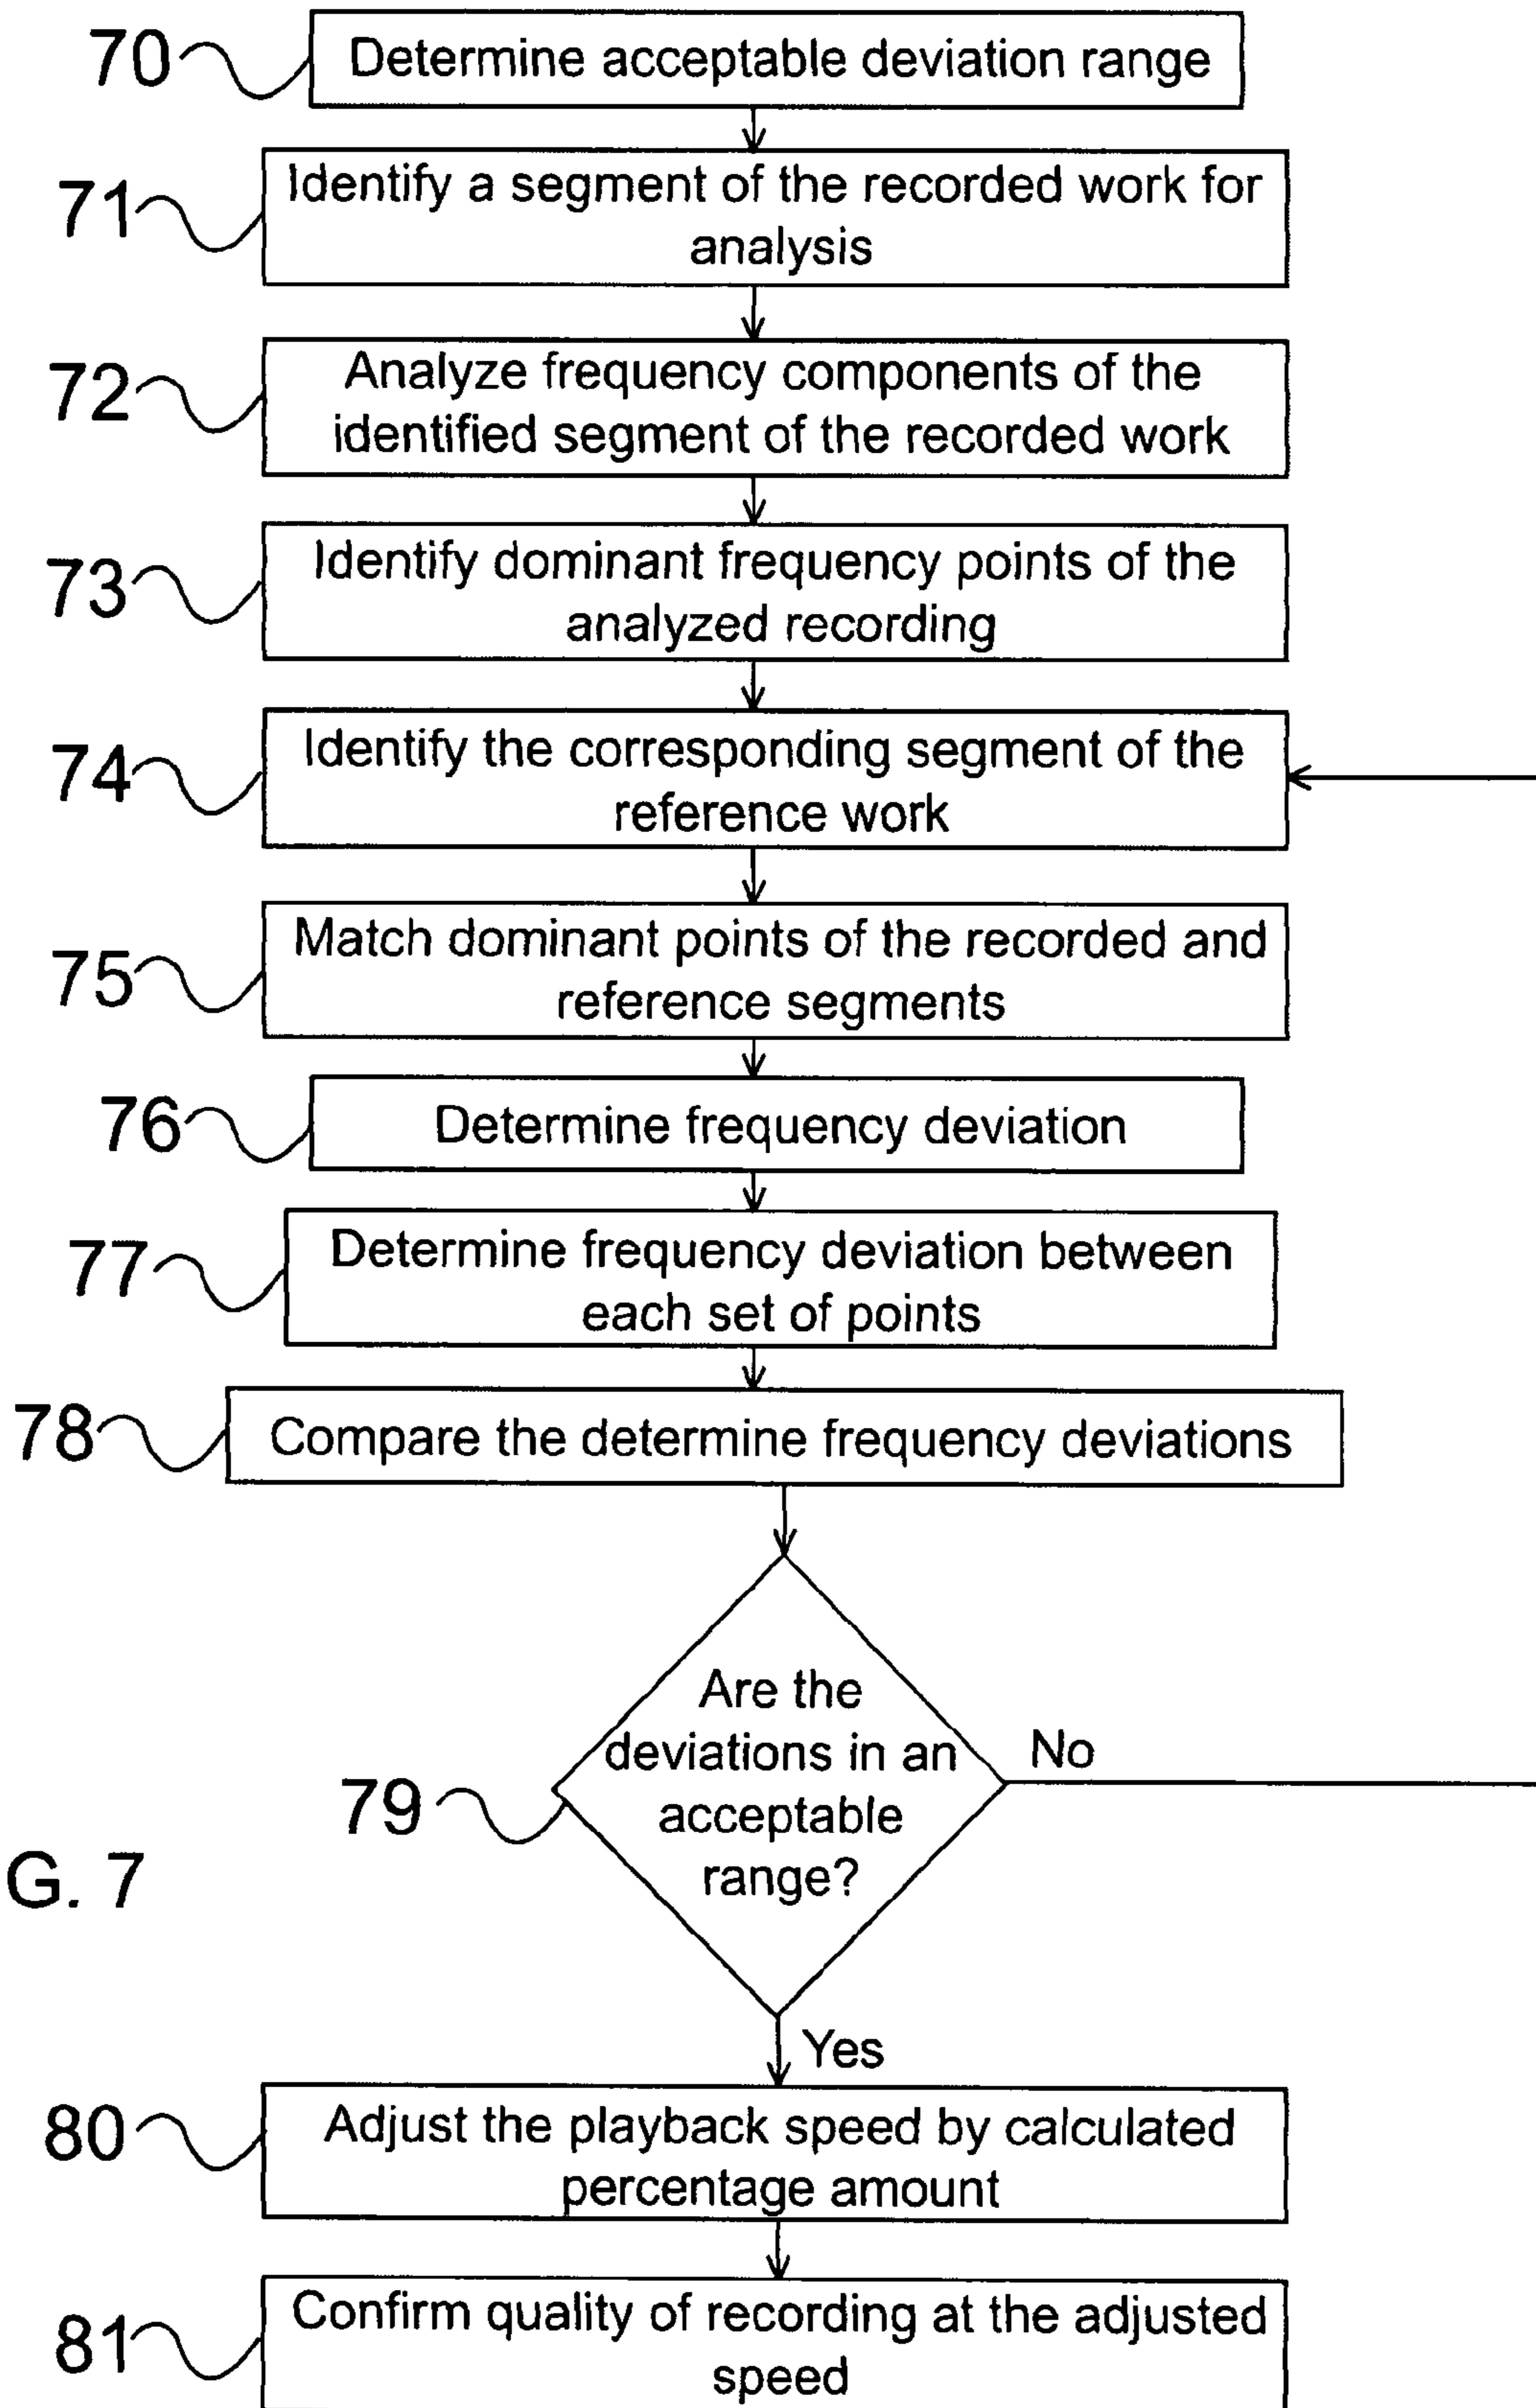 70
Determine acceptable deviation range
71
Identify a segment of the recorded work for
analysis
72
Analyze frequency components of the
identified segment of the recorded work
73
Identify dominant frequency points of the
analyzed recording
74
Identify the corresponding segment of the
reference work
75
Match dominant points of the recorded and
reference segments
76
Determine frequency deviation
77
Determine frequency deviation between
each set of points
78
Compare the determine frequency deviations
79
Are the
deviations in an
acceptable
range?
No
G. 7
Yes
80
Adjust the playback speed by calculated
percentage amount
81
Confirm quality of recording at the adjusted
speed